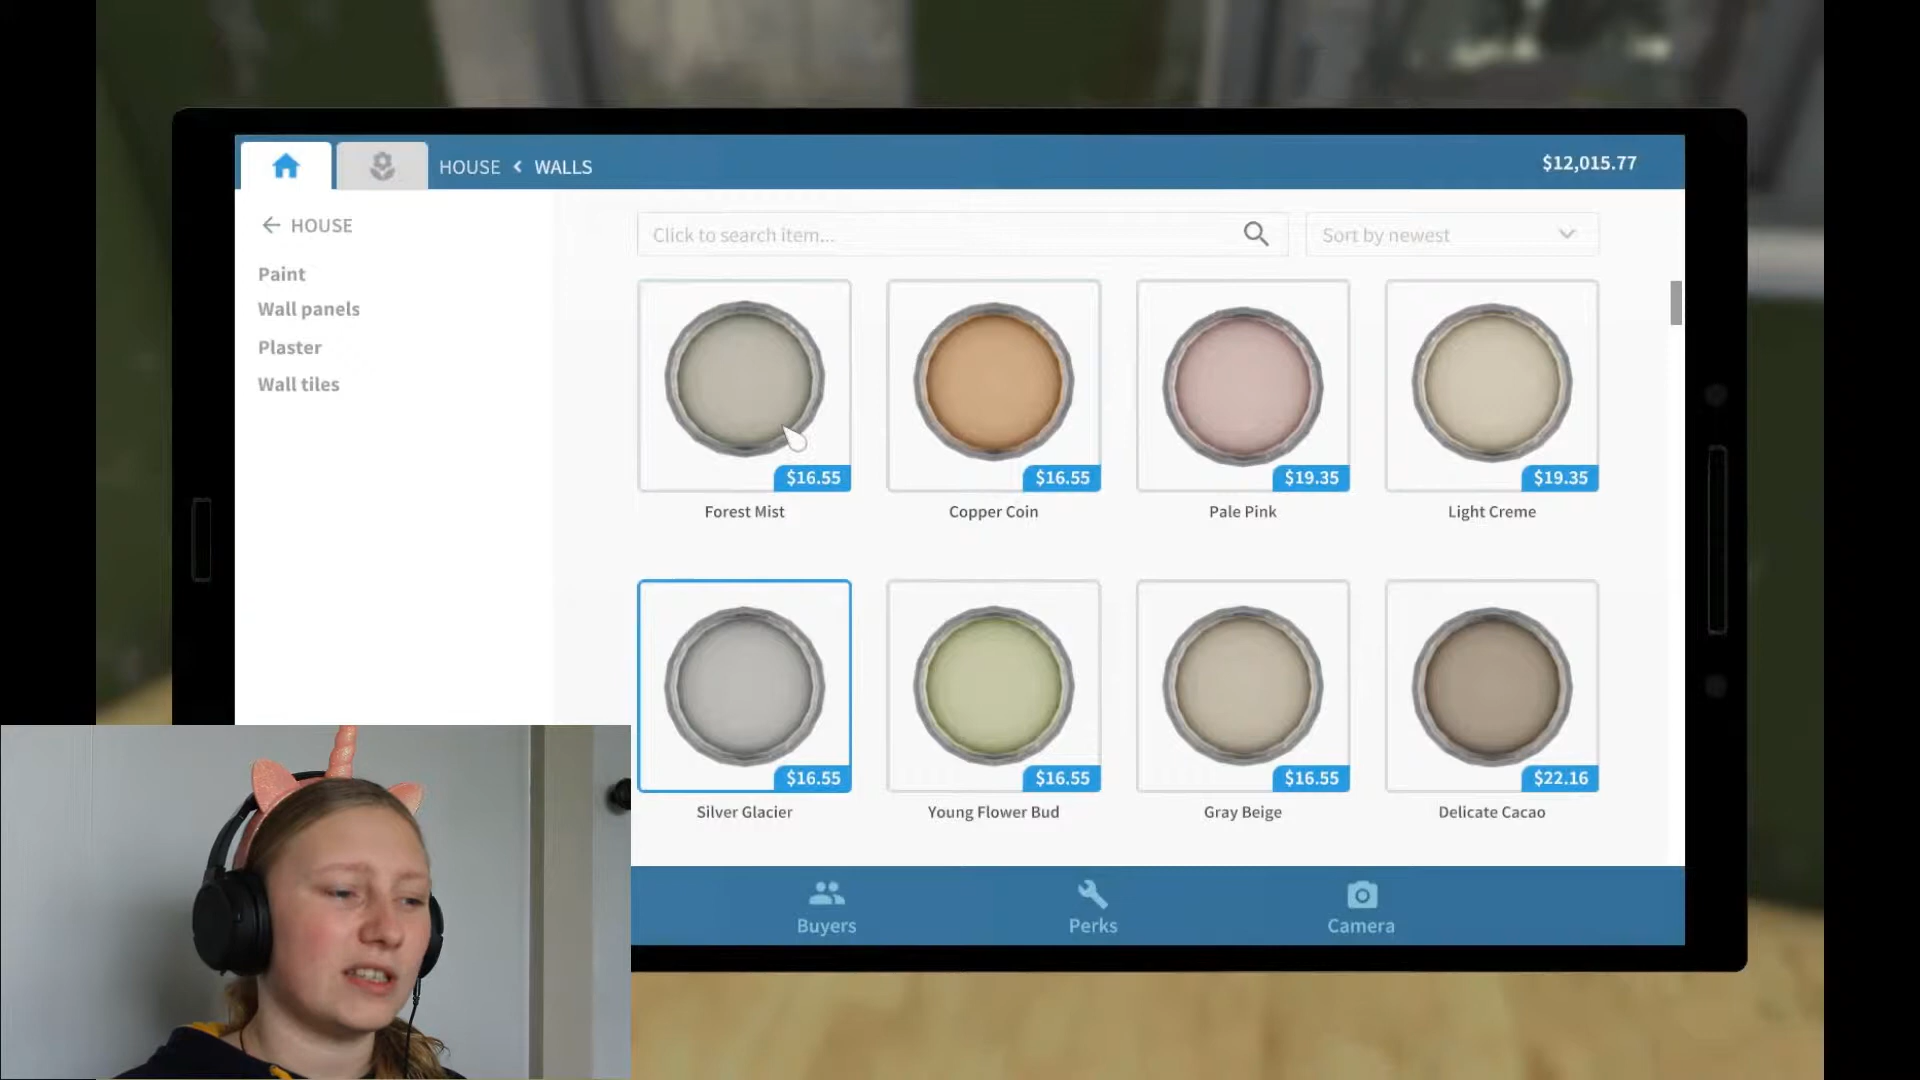 HOUSE < WALLS
$12,015.77
HOUSE
Paint
Wall panels
Plaster
Wall tiles
Click to search item...
Sort by newest
$16.55
$16.55
$19.35
$19.35
Forest Mist
Copper Coin
Pale Pink
Light Creme
$16.55
$16.55
$16.55
$22.16
Silver Glacier
Young Flower Bud
Gray Beige
Delicate Cacao
Buyers
Perks
Camera